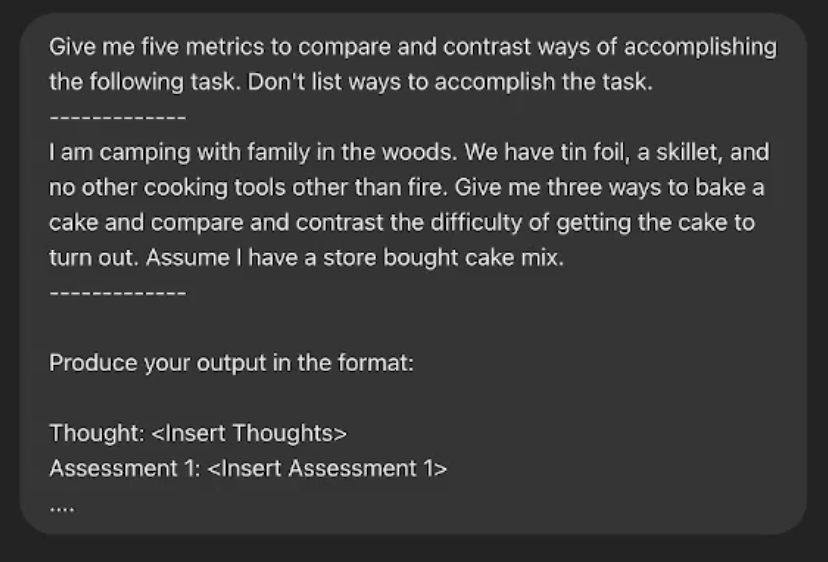 Give me five metrics to compare and contrast ways of accomplishing
the following task. Don't list ways to accomplish the task.
-------------
I am camping with family in the woods. We have tin foil, a skillet, and
no other cooking tools other than fire. Give me three ways to bake a
cake and compare and contrast the difficulty of getting the cake to
turn out. Assume I have a store bought cake mix.
-------------
Produce your output in the format:
Thought: <Insert Thoughts>
Assessment 1: <Insert Assessment 1>
....